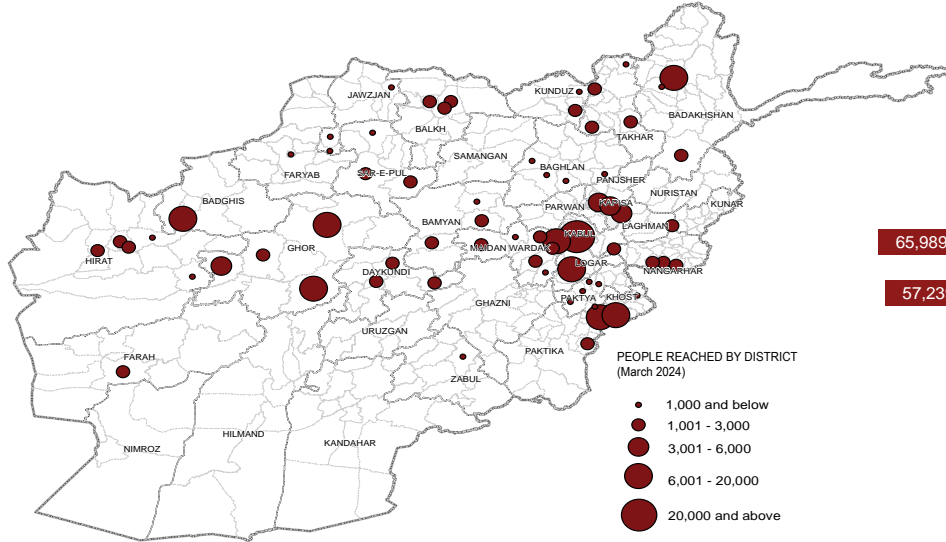 JAWZJAN
KUNDUZ
BADAKHSHAN
BALKH
TAKHAR
SAMANGAN
BAGHLAN
FARYAB
SAR-E-PUL
PANJSHER
NURISTAN
BADGHIS
PARWAN
KAPISA
KUNAR
BAMYAN
LAGHMAN
KABUL
GHOR
MAIDAN WARDAK
HIRAT
LOGAR
NANGARHAR
DAYKUNDI
GHAZNI
PAKTYA
KHOST
URUZGAN
FARAH
PAKTIKA
ZABUL
HILMAND
KANDAHAR
NIMROZ
65,989
57,23
PEOPLE REACHED BY DISTRICT
(March 2024)
1,000 and below
1,001 - 3,000
3,001 - 6,000
6,001 - 20,000
20,000 and above